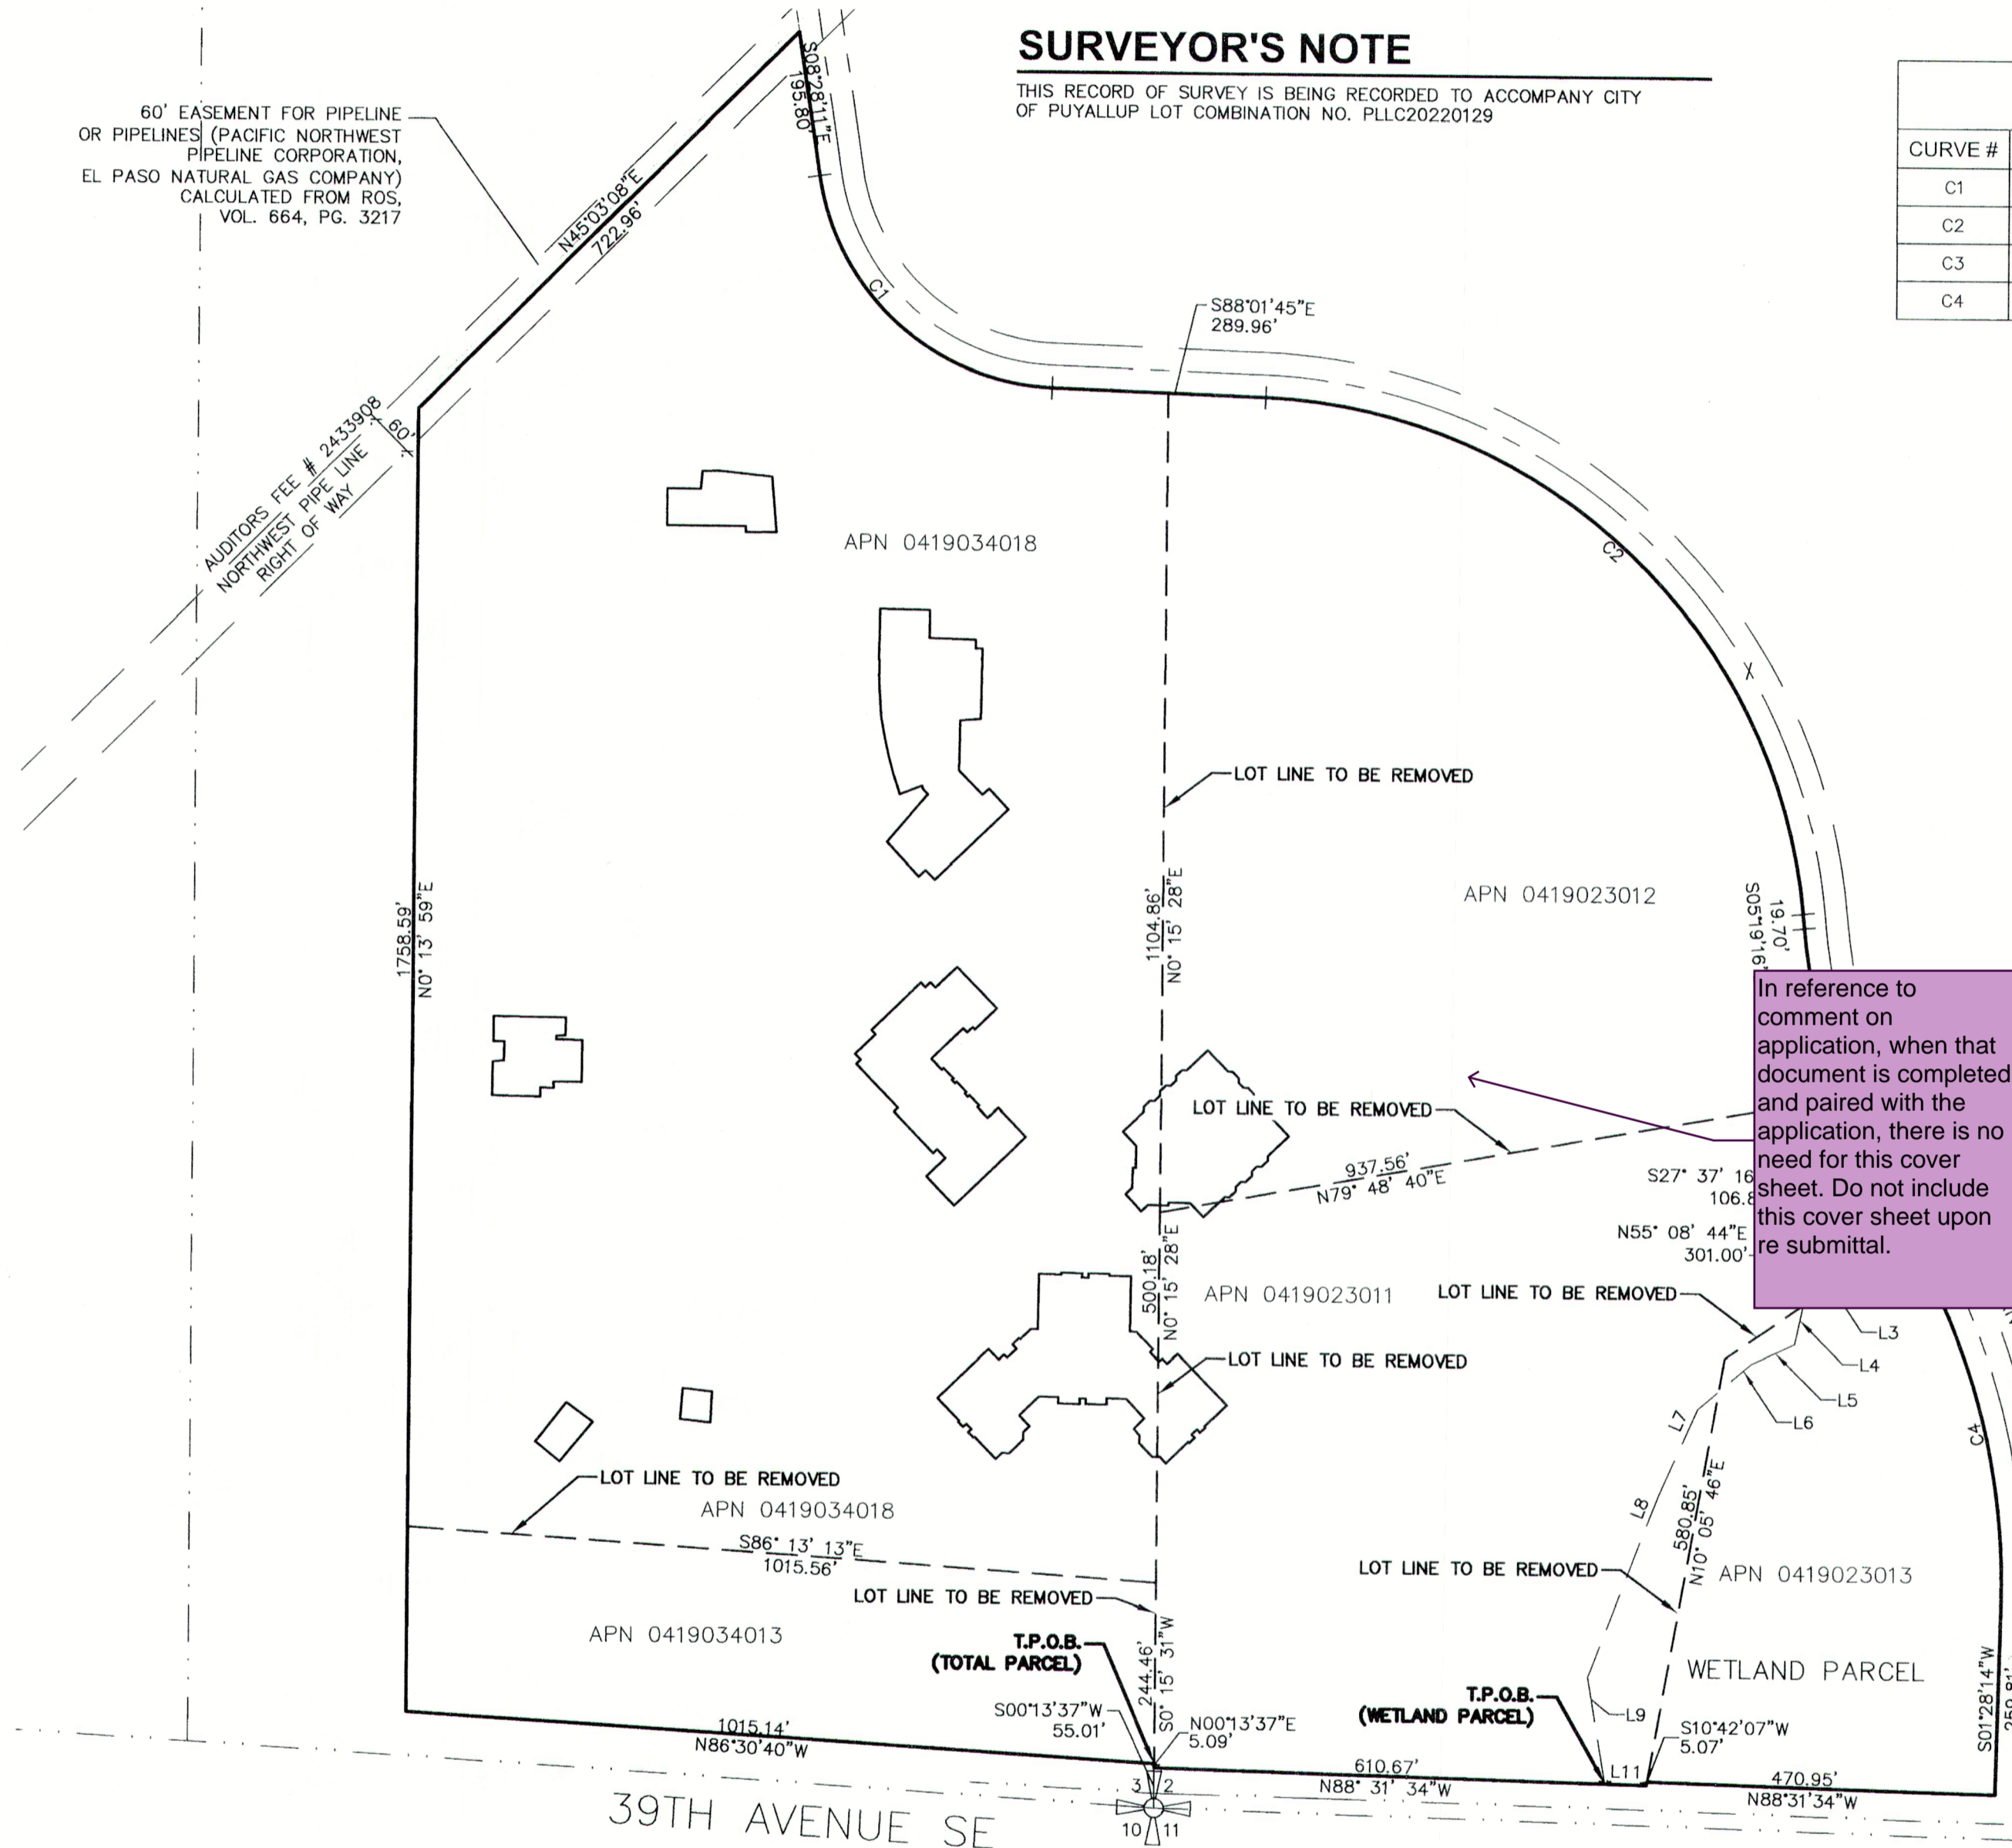 SURVEYOR'S NOTE
THIS RECORD OF SURVEY IS BEING RECORDED TO ACCOMPANY CITY
OF PUYALLUP LOT COMBINATION NO. PLLC20220129
CURVE #
C1
C2
C3
C4
60' EASEMENT FOR PIPELINE
OR PIPELINES (PACIFIC NORTHWEST
PIPELINE CORPORATION,
EL PASO NATURAL GAS COMPANY)
CALCULATED FROM ROS,
VOL. 664, PG. 3217
S08°28'11"E
195.80'
N45°03'08"E
722.96'
C1
S88°01'45"E
289.96'
60'
AUDITORS FEE # 2433908
NORTHWEST PIPE LINE
RIGHT OF WAY
APN 0419034018
C2
LOT LINE TO BE REMOVED
1758.59'
N0° 13' 59"E
1104.86'
N0° 15' 28"E
APN 0419023012
19.70'
S05°19'16
In reference to
comment on
application, when that
document is completed
and paired with the
application, there is no
need for this cover
sheet. Do not include
this cover sheet upon
re submittal.
LOT LINE TO BE REMOVED
937.56'
N79° 48' 40"E
S27° 37' 16
106.8
N55° 08' 44"E
301.00'
500.18'
N0° 15' 28"E
APN 0419023011
LOT LINE TO BE REMOVED
L3
L4
L5
L6
L7
L8
C4
LOT LINE TO BE REMOVED
LOT LINE TO BE REMOVED
APN 0419034018
S86° 13' 13"E
1015.56'
580.85'
N10° 05' 46"E
LOT LINE TO BE REMOVED
APN 0419023013
LOT LINE TO BE REMOVED
APN 0419034013
T.P.O.B.
(TOTAL PARCEL)
244.46'
S0° 15' 31"W
WETLAND PARCEL
S01°28'14"W
259.81'
T.P.O.B.
(WETLAND PARCEL)
L9
S00°13'37"W
55.01'
N00°13'37"E
5.09'
S10°42'07"W
5.07'
1015.14'
N86°30'40"W
610.67'
N88° 31' 34"W
L11
470.95'
N88°31'34"W
3 2
10 11
39TH AVENUE SE